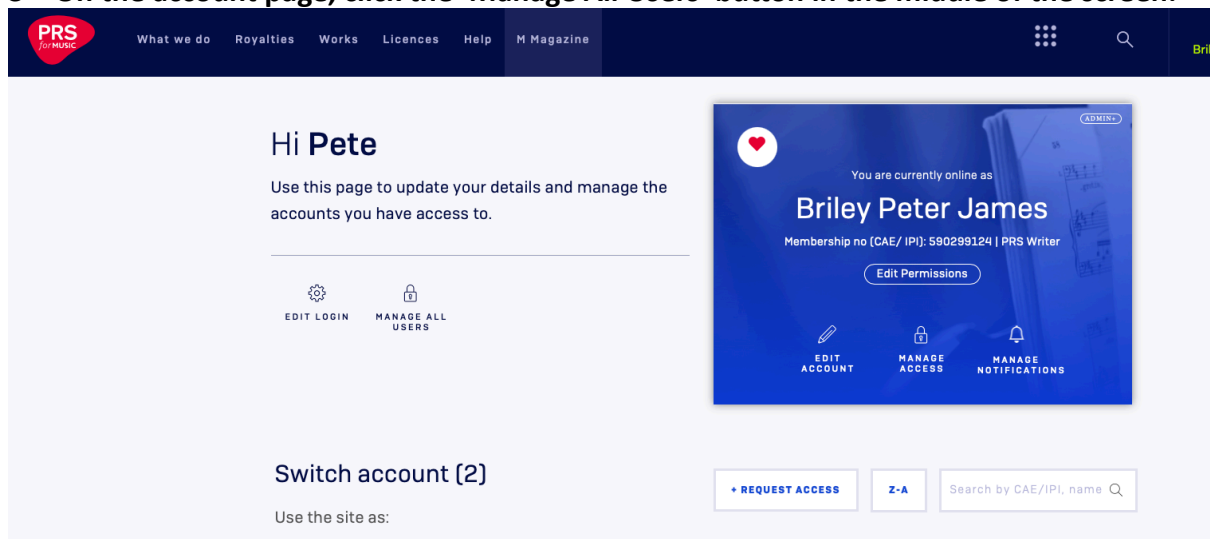 PRS
for MUSIC
What we do Royalties Works Licences Help M Magazine
Hi Pete
Use this page to update your details and manage the
accounts you have access to.
EDIT LOGIN
MANAGE ALL
USERS
ADMIN+
You are currently online as
Briley Peter James
Membership no (CAE/ IPI): 590299124 | PRS Writer
Edit Permissions
EDIT
ACCOUNT
MANAGE
ACCESS
MANAGE
NOTIFICATIONS
Switch account (2)
Use the site as:
+ REQUEST ACCESS
Z-A
Search by CAE/IPI, name